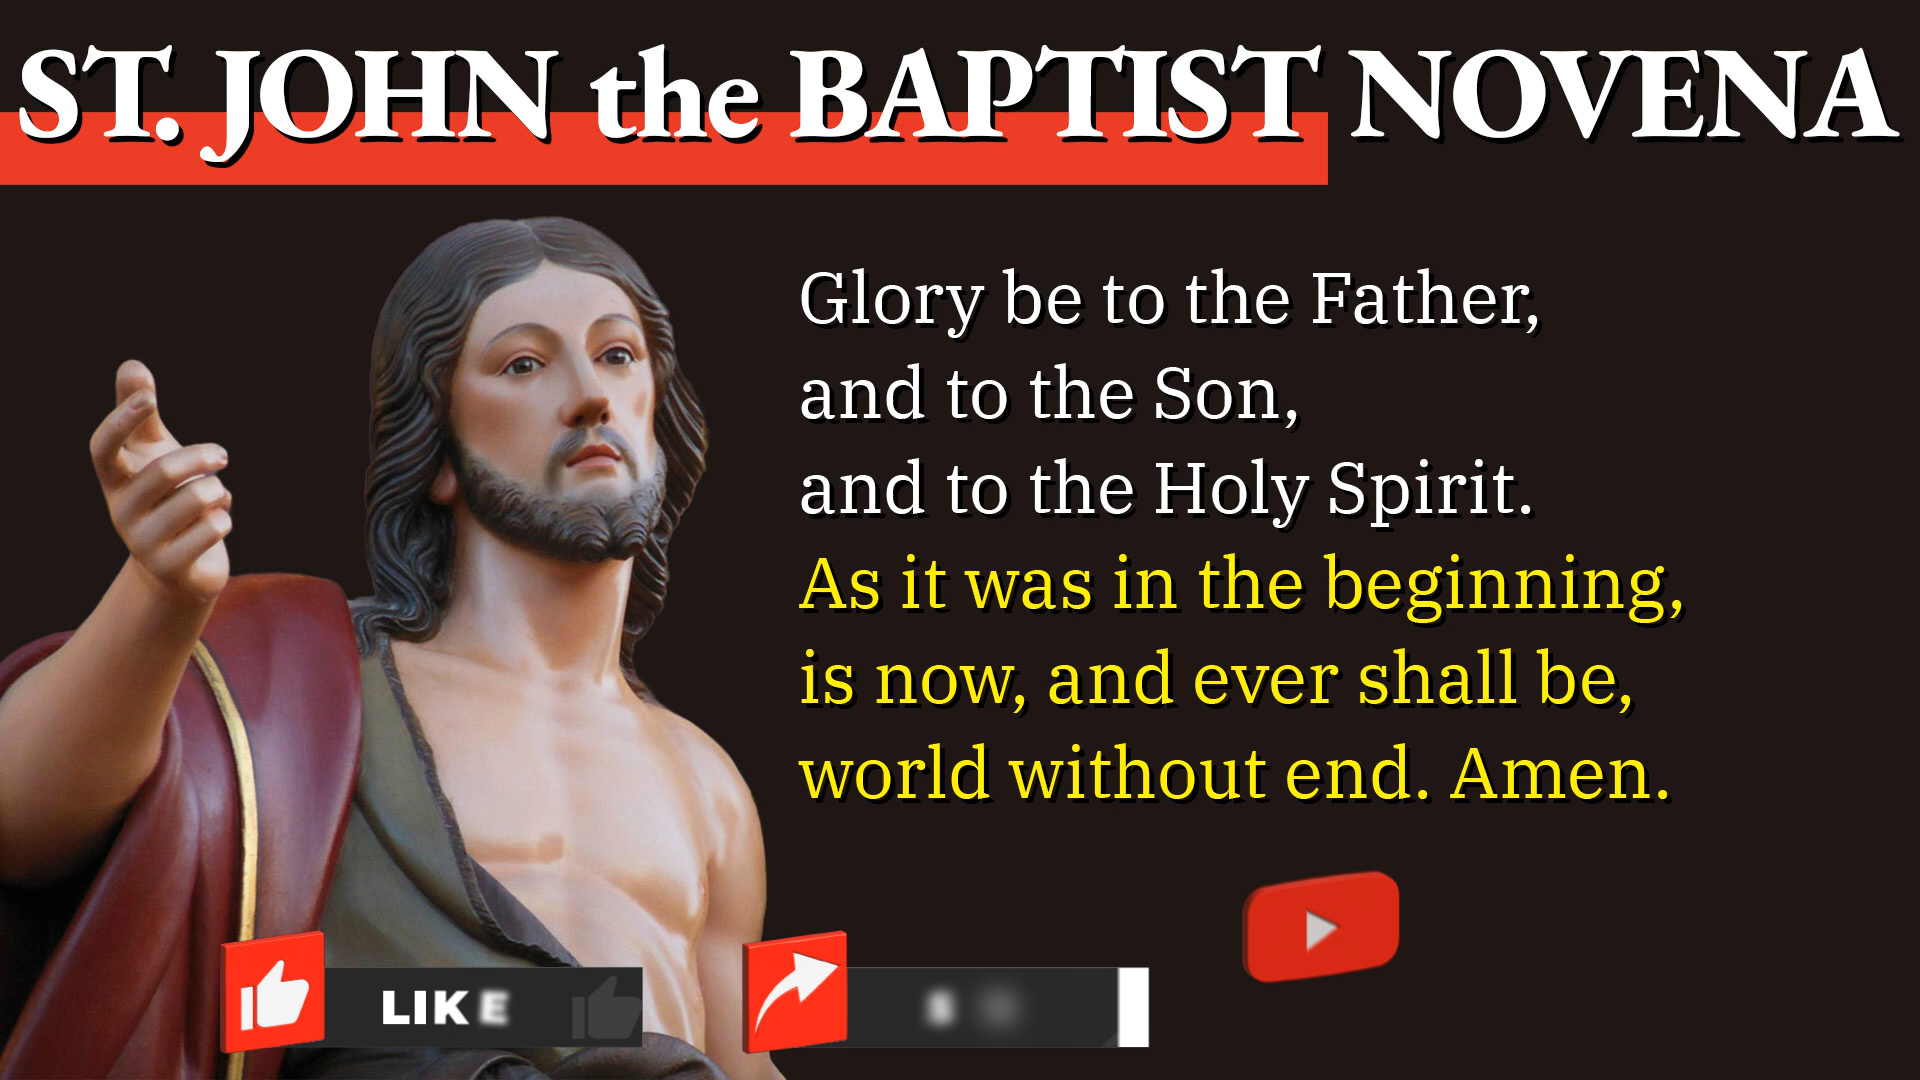 ST. JOHN the BAPTIST NOVENA
Glory be to the Father,
and to the Son,
and to the Holy Spirit.
As it was in the beginning,
is now, and ever shall be,
world without end. Amen.
LIKE